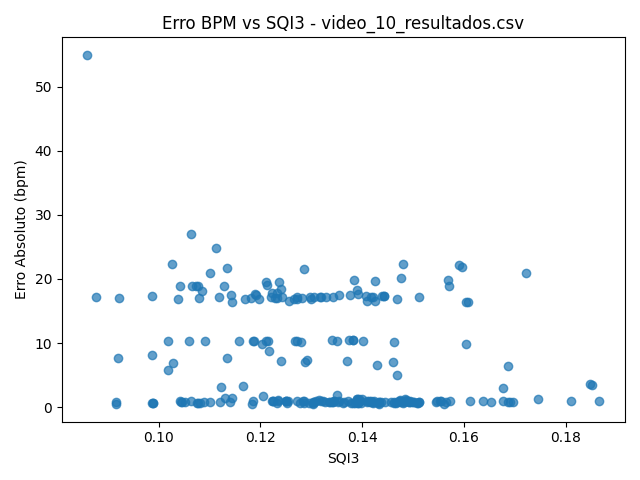 Erro BPM vs SQI3 - video_10_resultados.csv
Erro Absoluto (bpm)
50
40
30
20
10
0
0.10 0.12 0.14 0.16 0.18
SQI3